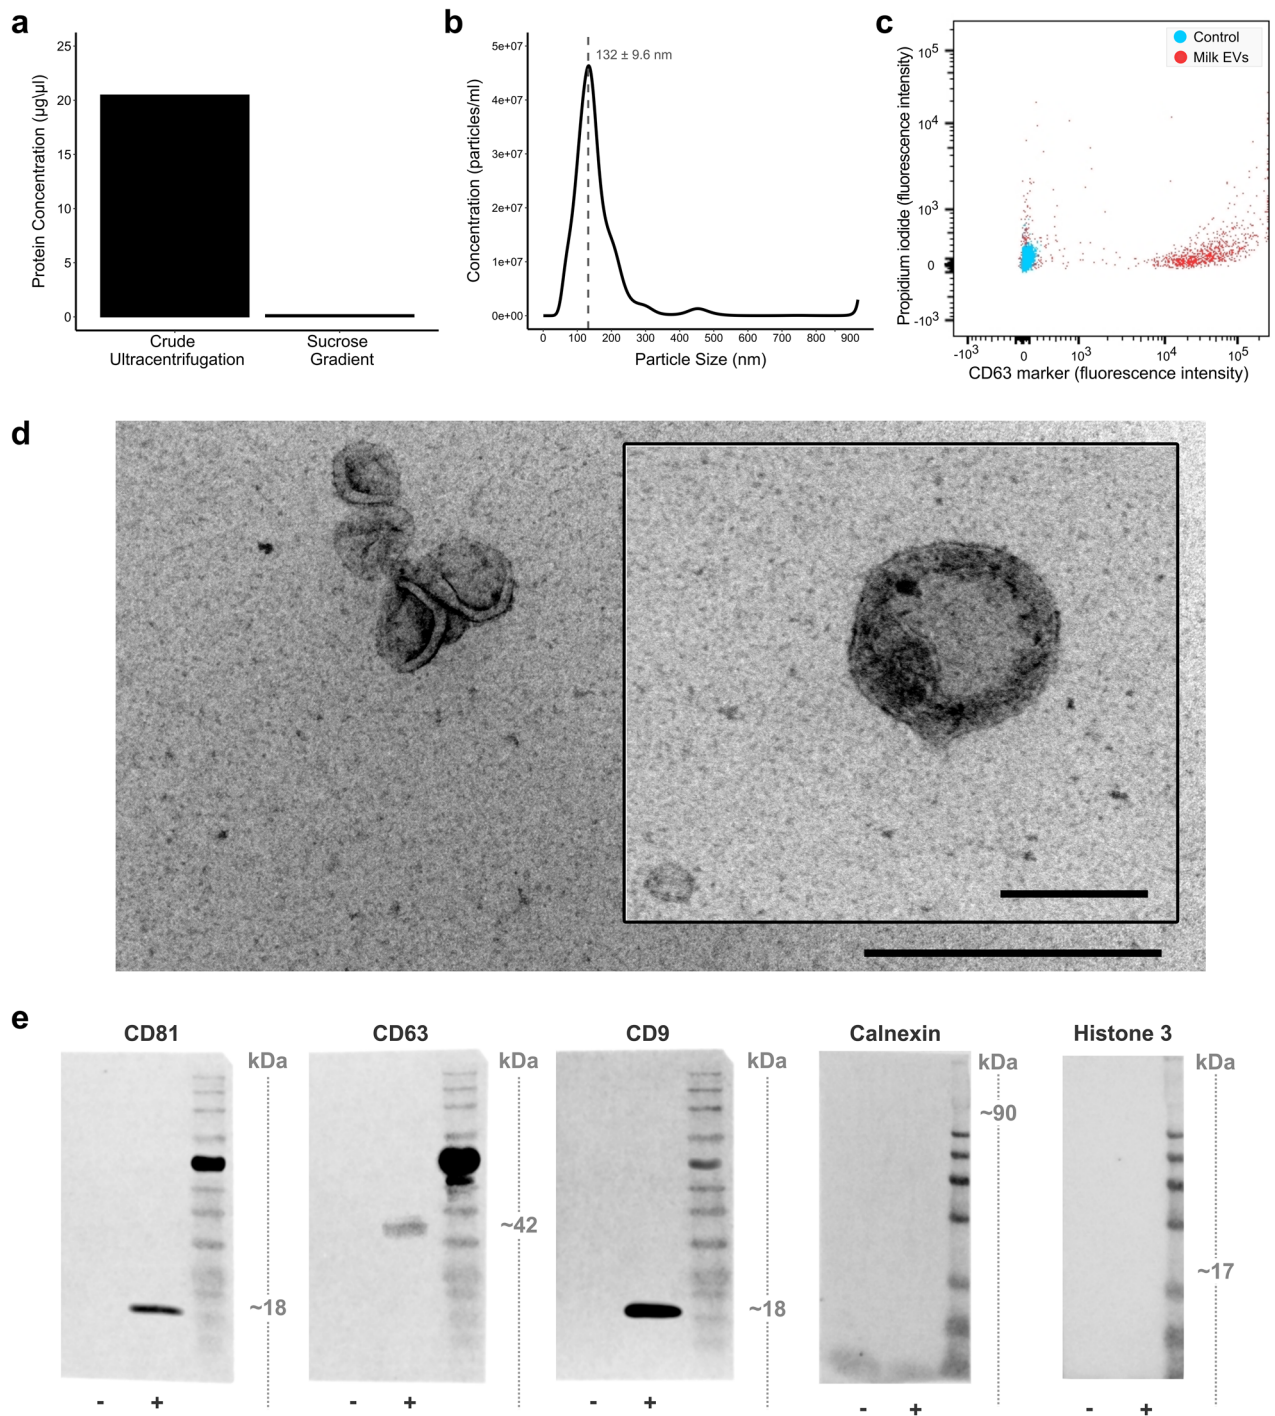 a
Protein Concentration (µg\µl)
25
20
15
10
5
0
Crude
Ultracentrifugation
Sucrose
Gradient
b
Concentration (particles/ml)
5e+07
4e+07
3e+07
2e+07
1e+07
0e+00
132 ± 9.6 nm
0 100 200 300 400 500 600 700 800 900
Particle Size (nm)
c
Propidium iodide (fluorescence intensity)
10⁵
10⁴
10³
0
-10³
Control
Milk EVs
-10³ 0 10³ 10⁴ 10⁵
CD63 marker (fluorescence intensity)
d
e
CD81
kDa
~18
- +
CD63
~42
- +
CD9
kDa
~18
- +
Calnexin
kDa
~90
- +
Histone 3
kDa
~17
- +